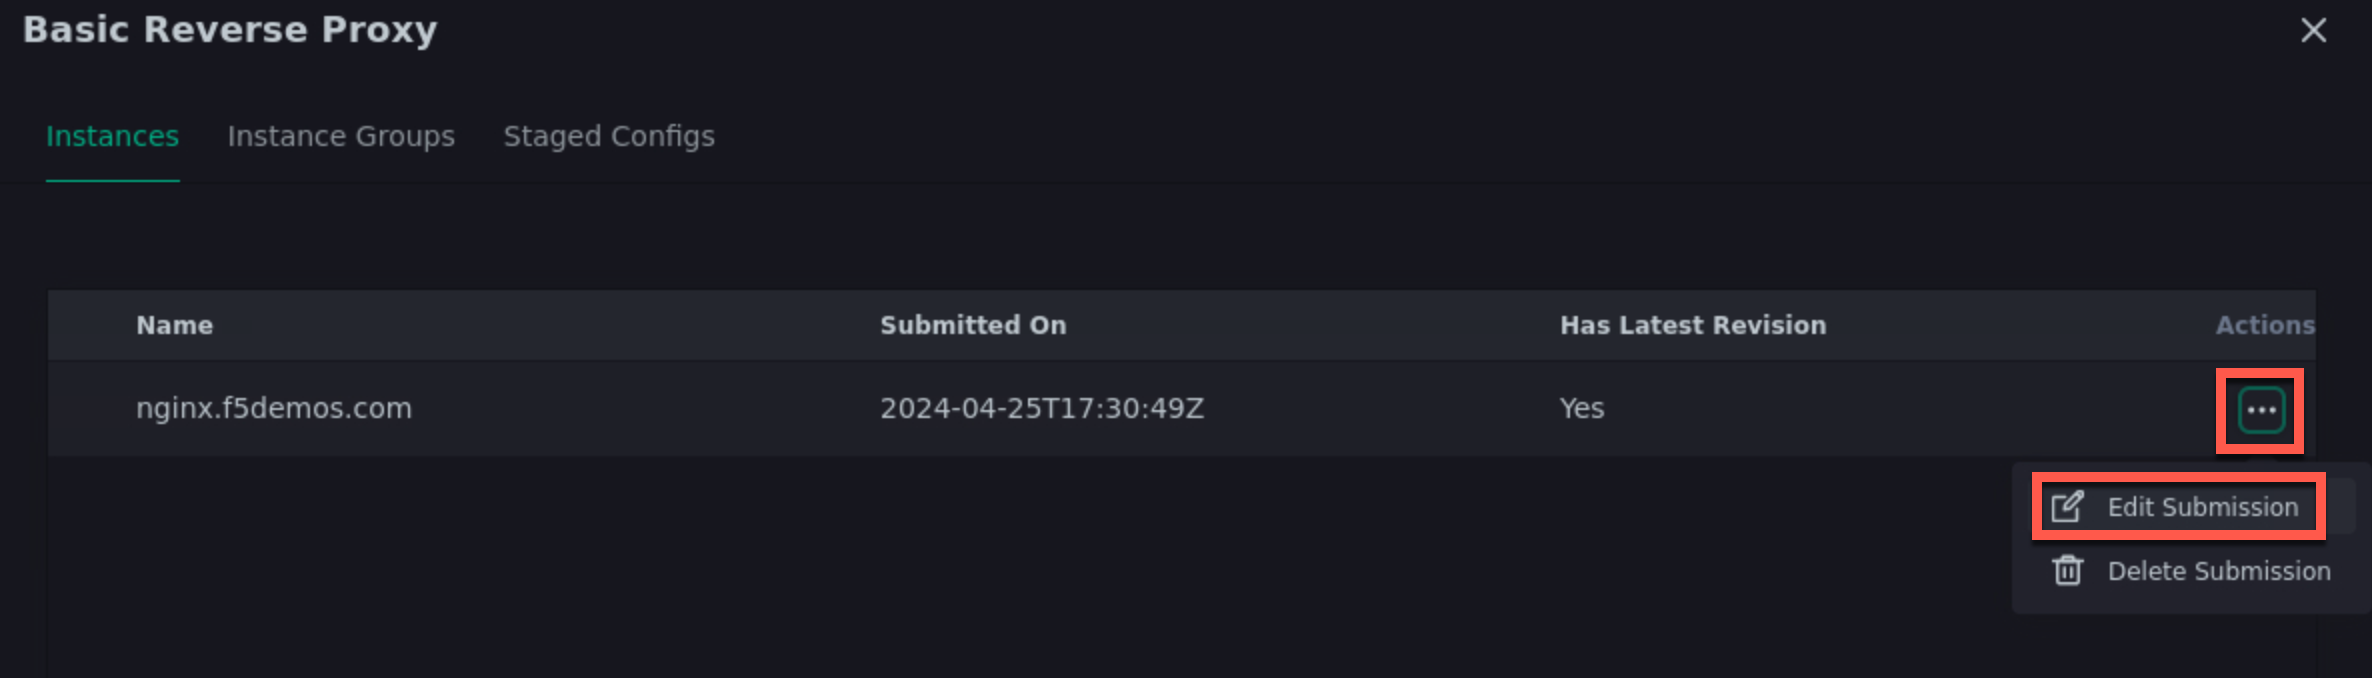 Basic Reverse Proxy
Instances Instance Groups Staged Configs
Name Submitted On Has Latest Revision Actions
nginx.f5demos.com 2024-04-25T17:30:49Z Yes
Edit Submission
Delete Submission